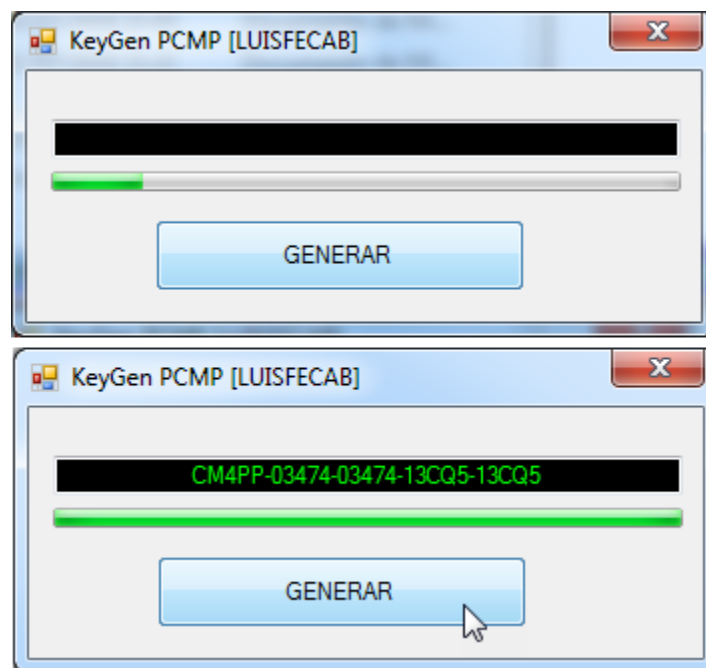 KeyGen PCMP [LUISFECAB]
GENERAR
KeyGen PCMP [LUISFECAB]
CM4PP-03474-03474-13CQ5-13CQ5
GENERAR